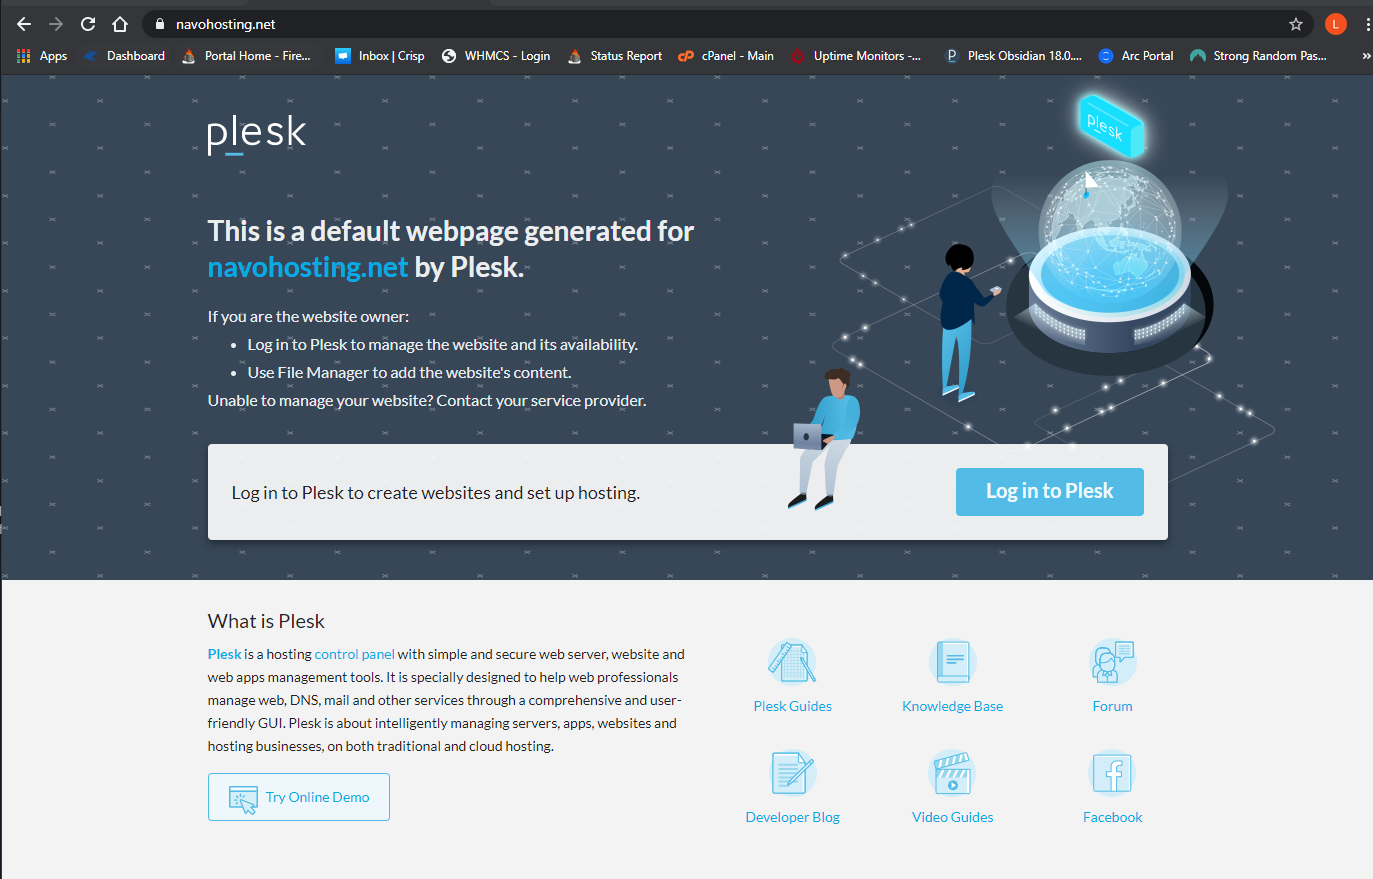 navohosting.net
L
Apps Dashboard Portal Home - Fire... Inbox | Crisp WHMCS - Login Status Report cP cPanel - Main Uptime Monitors -... P Plesk Obsidian 18.0.... Arc Portal Strong Random Pas... »
plesk
plesk
This is a default webpage generated for
navohosting.net by Plesk.
If you are the website owner:
• Log in to Plesk to manage the website and its availability.
• Use File Manager to add the website's content.
Unable to manage your website? Contact your service provider.
Log in to Plesk to create websites and set up hosting.
Log in to Plesk
What is Plesk
Plesk is a hosting control panel with simple and secure web server, website and
web apps management tools. It is specially designed to help web professionals
manage web, DNS, mail and other services through a comprehensive and user-
friendly GUI. Plesk is about intelligently managing servers, apps, websites and
hosting businesses, on both traditional and cloud hosting.
Try Online Demo
Plesk Guides
Knowledge Base
Forum
Developer Blog
Video Guides
Facebook